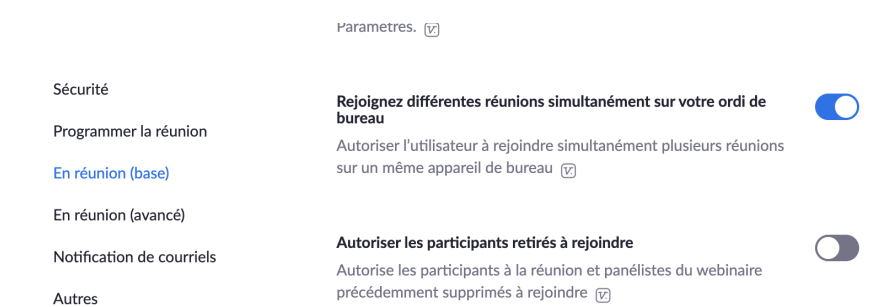 Paramètres.
Sécurité
Programmer la réunion
En réunion (base)
En réunion (avancé)
Notification de courriels
Autres
Rejoignez différentes réunions simultanément sur votre ordi de
bureau
Autoriser l'utilisateur à rejoindre simultanément plusieurs réunions
sur un même appareil de bureau
Autoriser les participants retirés à rejoindre
Autorise les participants à la réunion et panélistes du webinaire
précédemment supprimés à rejoindre